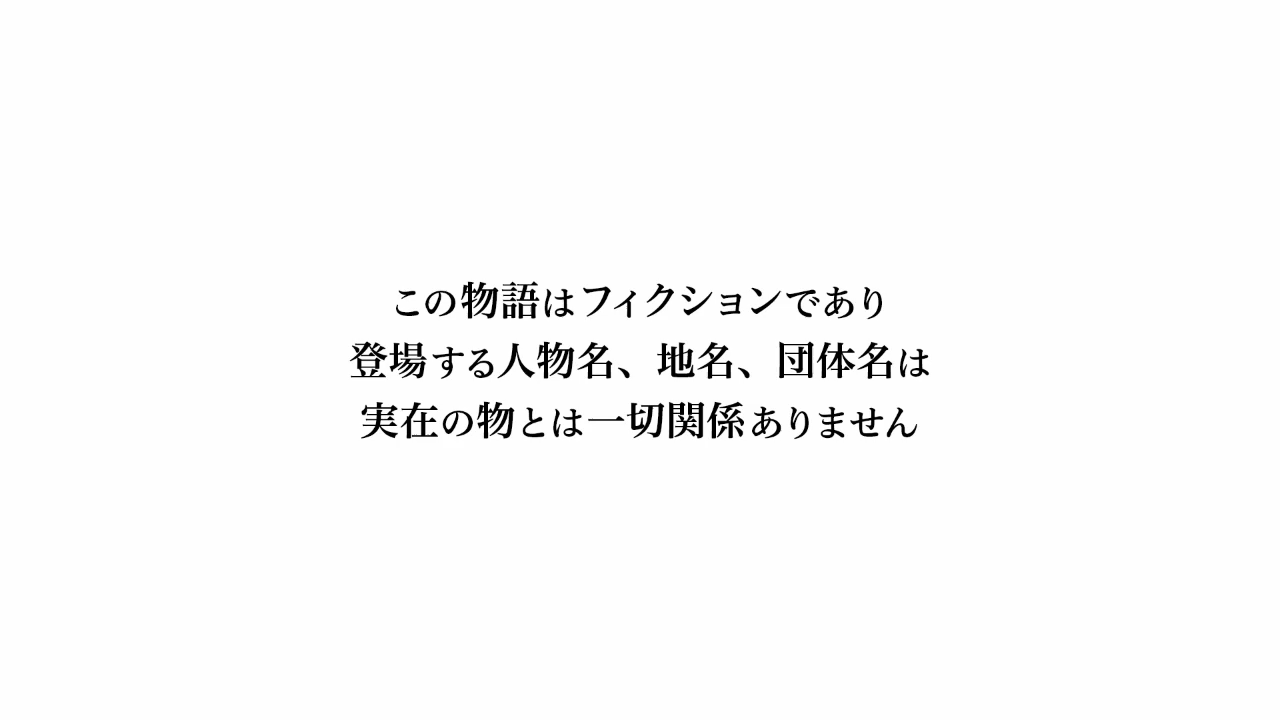 この物語はフィクションであり
登場する人物名、地名、団体名は
実在の物とは一切関係ありません